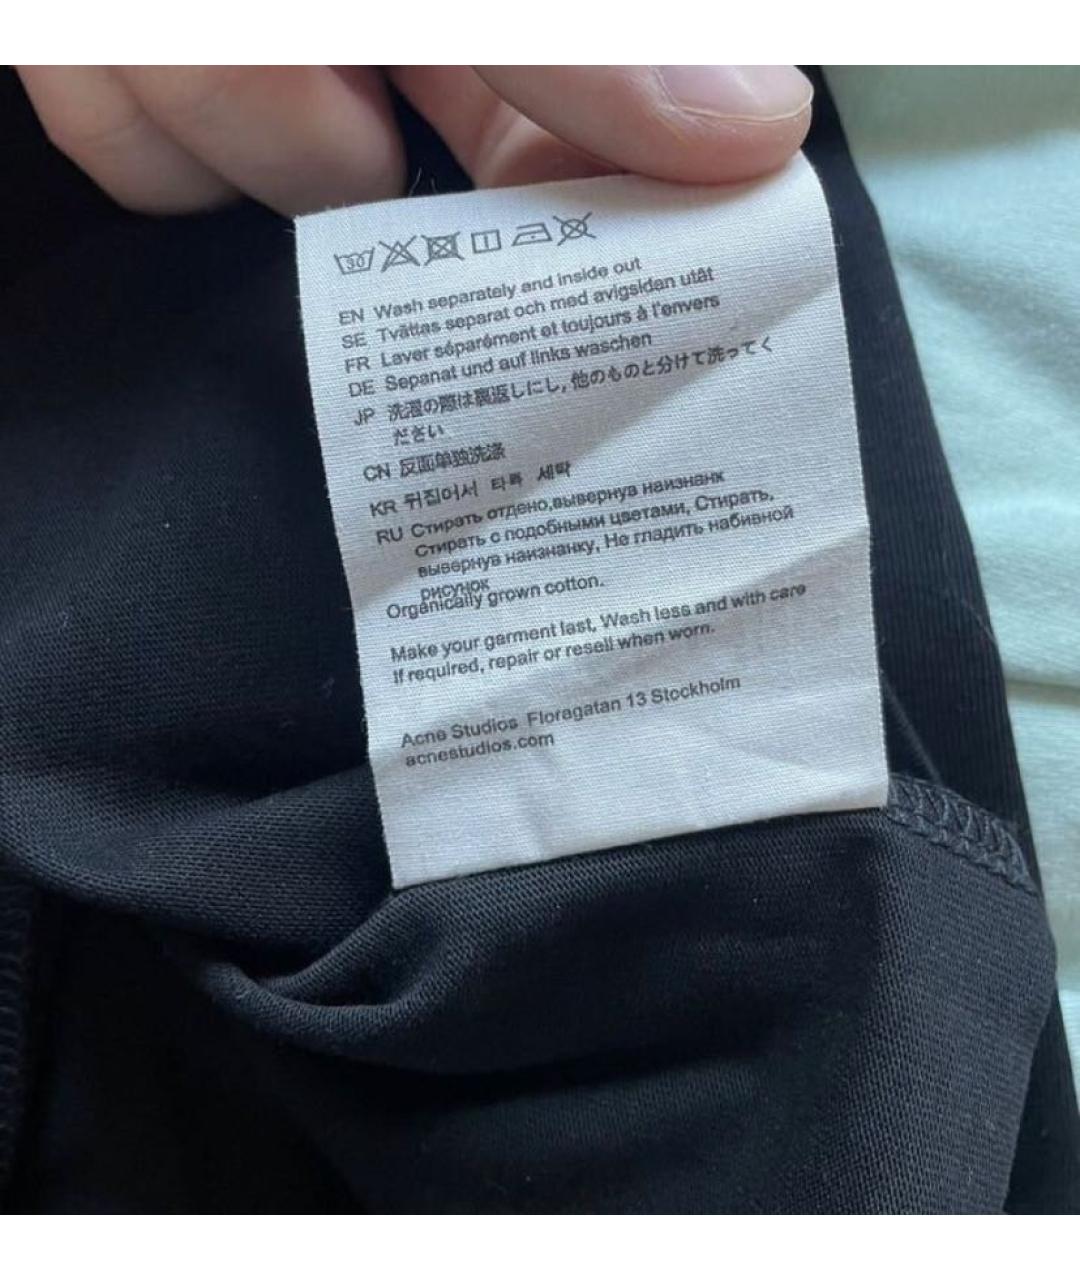 30
EN Wash separately and inside out
SE Tvättas separat och med avigsidan utåt
FR Laver séparément et toujours à l'envers
DE Sepanat und auf links waschen
JP 洗濯の際は裏返しにし, 他のものと分けて洗ってく
ださい
CN 反面单独洗涤
KR 뒤집어서 단독 세탁
RU Стирать отдено,вывернув наизнанк
Стирать с подобными цветами, Стирать,
вывернув наизнанку, Не гладить набивной
рисунок
Organically grown cotton.
Make your garment last, Wash less and with care
If required, repair or resell when worn.
Acne Studios Floragatan 13 Stockholm
acnestudios.com